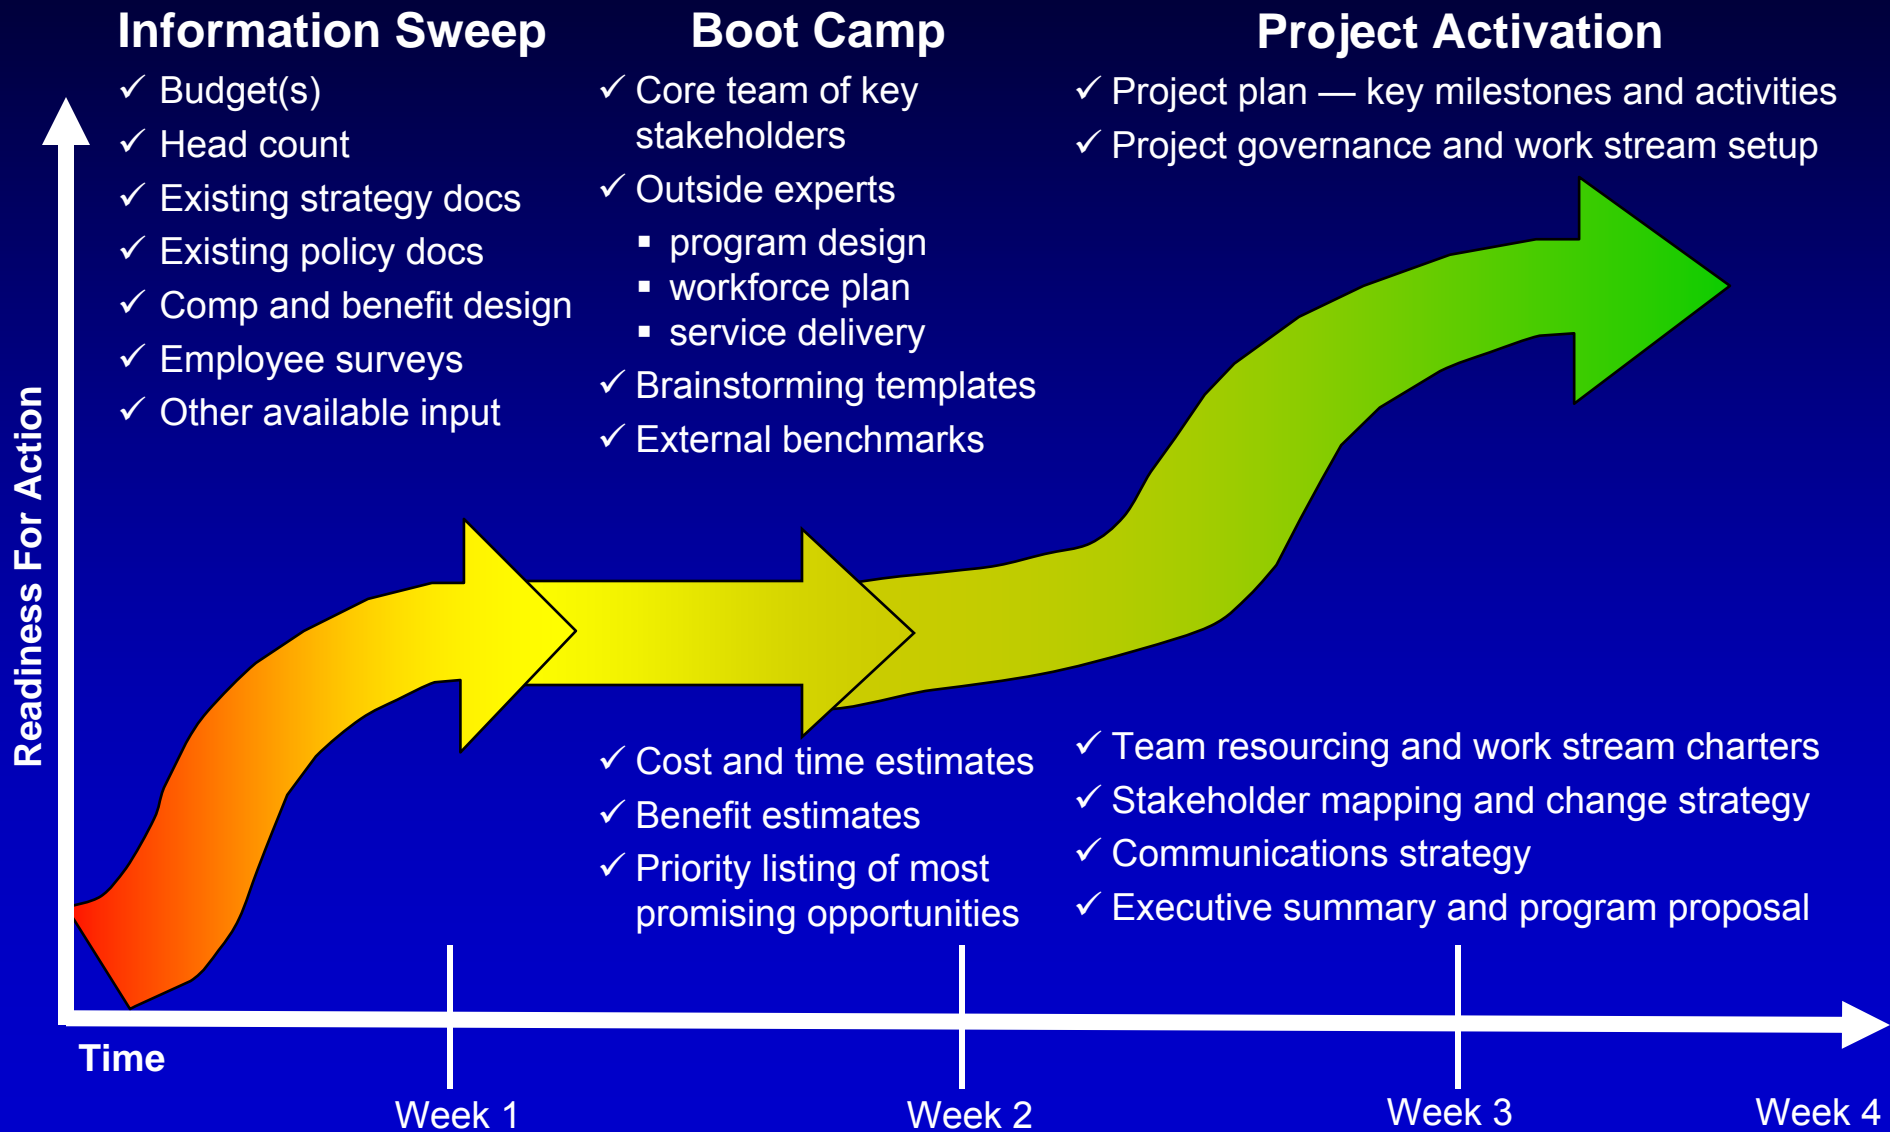 Information Sweep
✓ Budget(s)
✓ Head count
✓ Existing strategy docs
✓ Existing policy docs
✓ Comp and benefit design
✓ Employee surveys
✓ Other available input
Boot Camp
✓ Core team of key
stakeholders
✓ Outside experts
▪ program design
▪ workforce plan
▪ service delivery
✓ Brainstorming templates
✓ External benchmarks
✓ Cost and time estimates
✓ Benefit estimates
✓ Priority listing of most
promising opportunities
Project Activation
✓ Project plan — key milestones and activities
✓ Project governance and work stream setup
✓ Team resourcing and work stream charters
✓ Stakeholder mapping and change strategy
✓ Communications strategy
✓ Executive summary and program proposal
Readiness For Action
Time
Week 1
Week 2
Week 3
Week 4